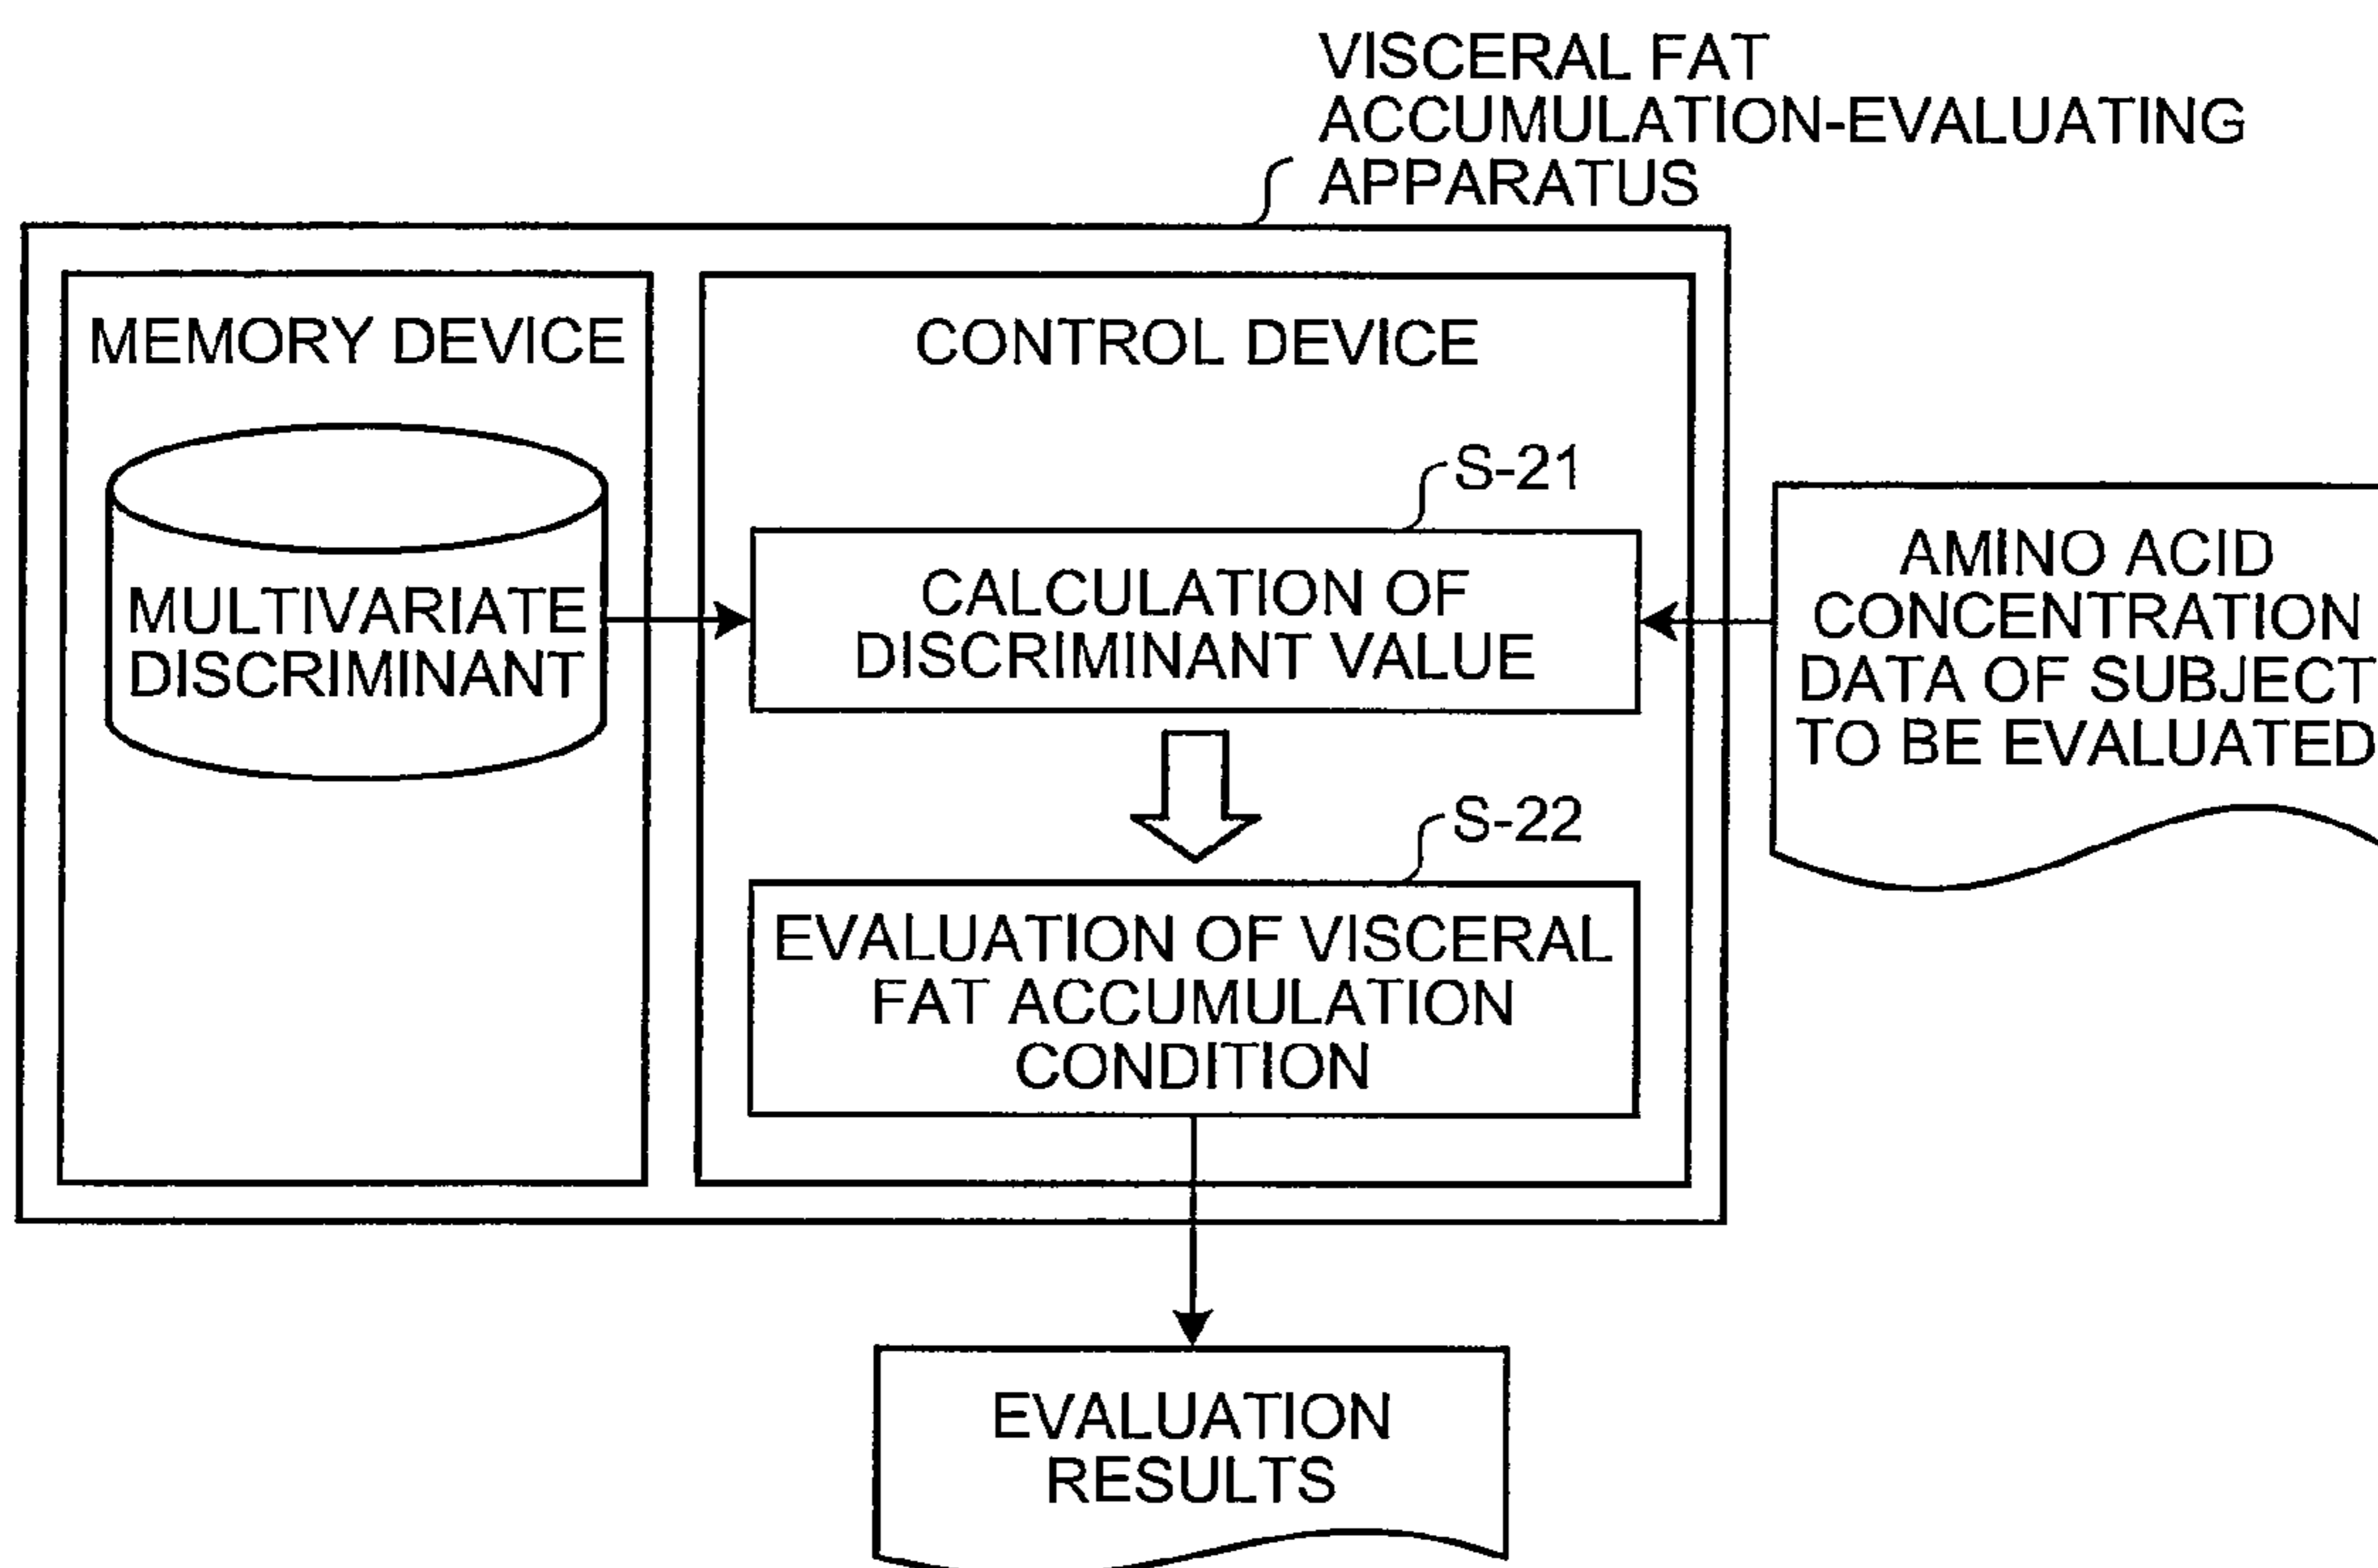 VISCERAL FAT
ACCUMULATION-EVALUATING
APPARATUS
MEMORY DEVICE
MULTIVARIATE
DISCRIMINANT
CONTROL DEVICE
S-21
CALCULATION OF
DISCRIMINANT VALUE
S-22
EVALUATION OF VISCERAL
FAT ACCUMULATION
CONDITION
AMINO ACID
CONCENTRATION
DATA OF SUBJECT
TO BE EVALUATED
EVALUATION
RESULTS